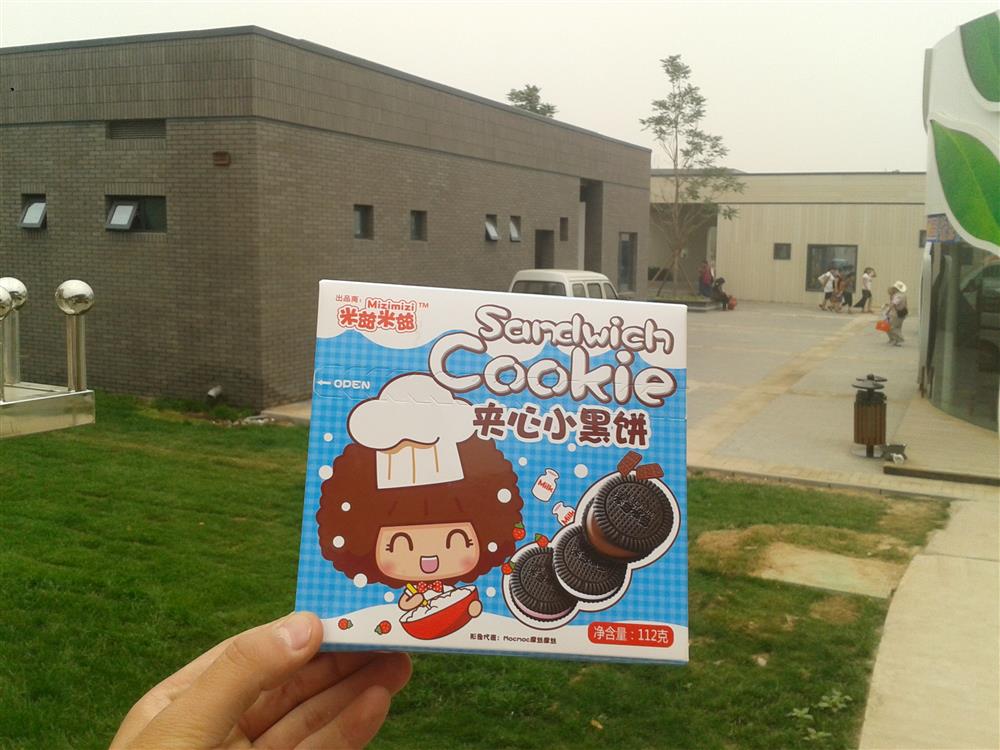 出品商：Mizimizi™
米兹米兹
Sandwich
Cookie
OPEN
夹心小黑饼
Milk
Milk
形象代言：Mocmoc摩丝摩丝
净含量：112克